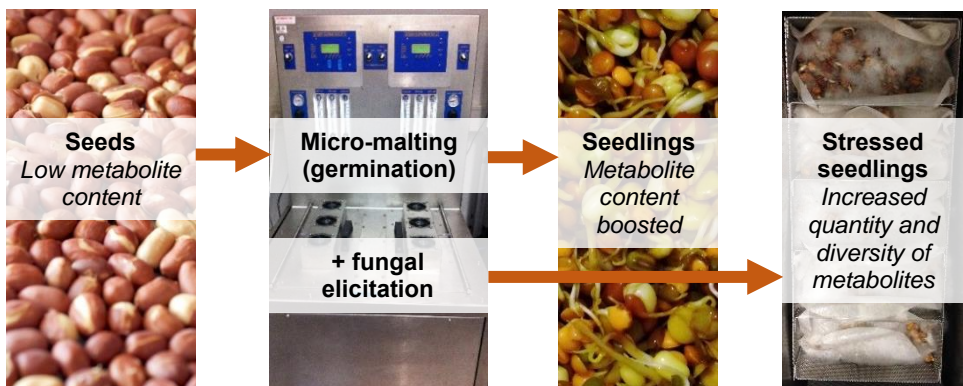 Seeds
Low metabolite
content
Micro-malting
(germination)
+ fungal
elicitation
Seedlings
Metabolite
content
boosted
Stressed
seedlings
Increased
quantity and
diversity of
metabolites